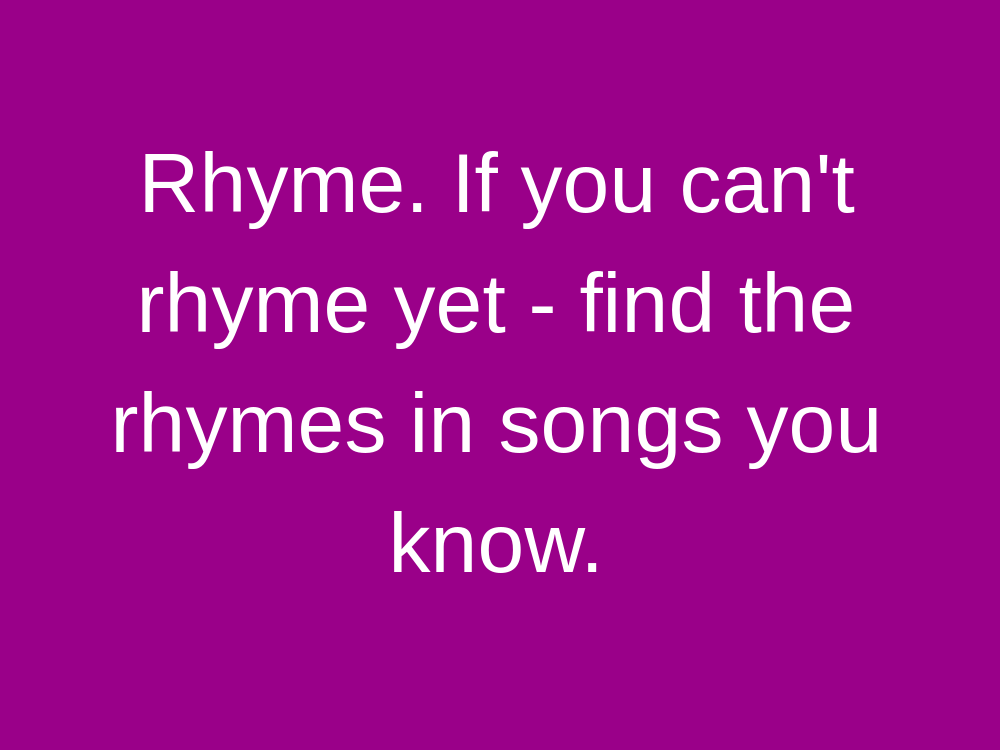 Rhyme. If you can't
rhyme yet - find the
rhymes in songs you
know.